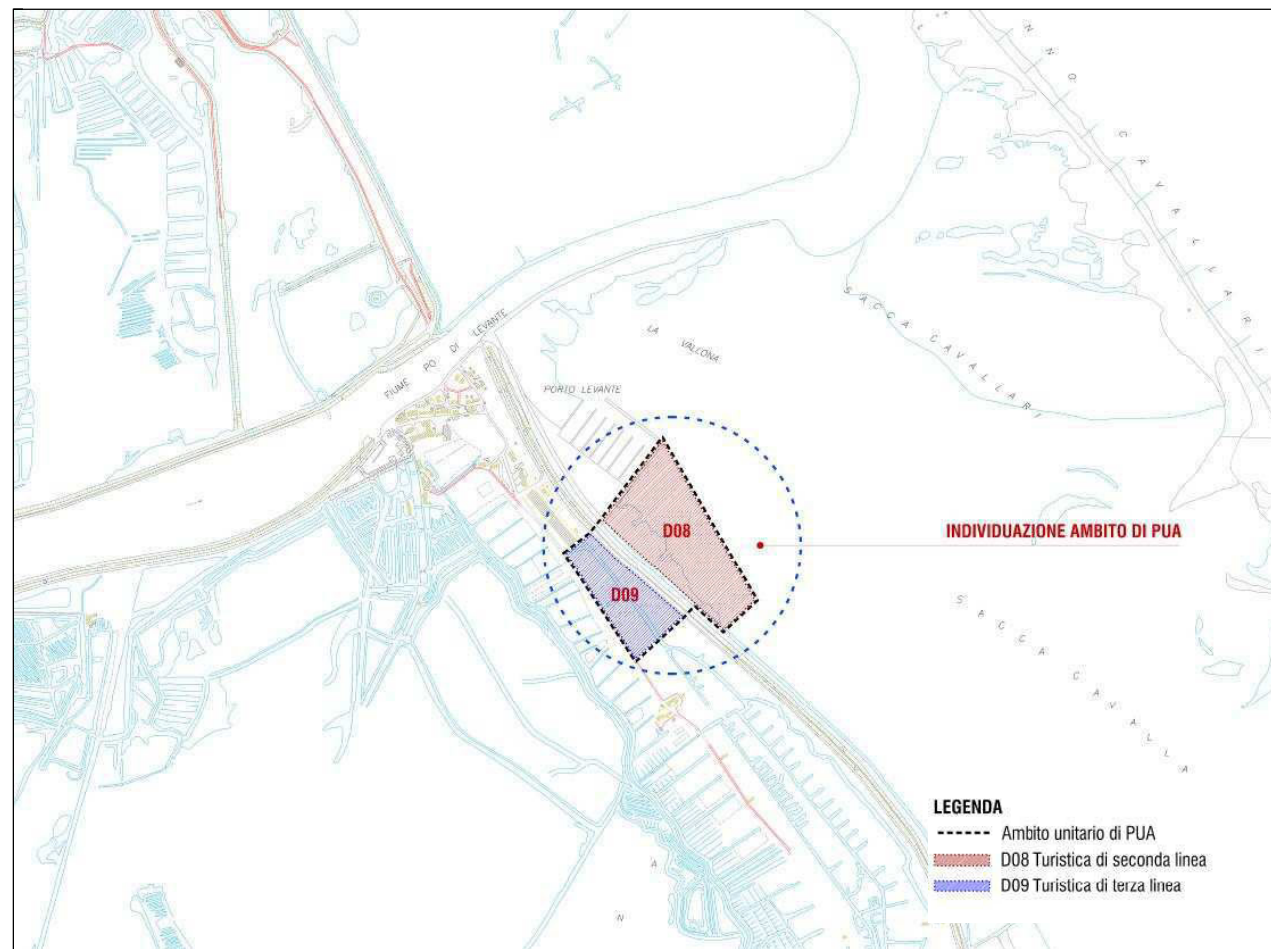 N N O   C A V A L L A R I
SACCA CAVALLARI
FIUME PO DI LEVANTE
LA VALLONA
PORTO LEVANTE
D08
INDIVIDUAZIONE AMBITO DI PUA
D09
SACCA CAVALLA
A
N
LEGENDA
Ambito unitario di PUA
D08 Turistica di seconda linea
D09 Turistica di terza linea